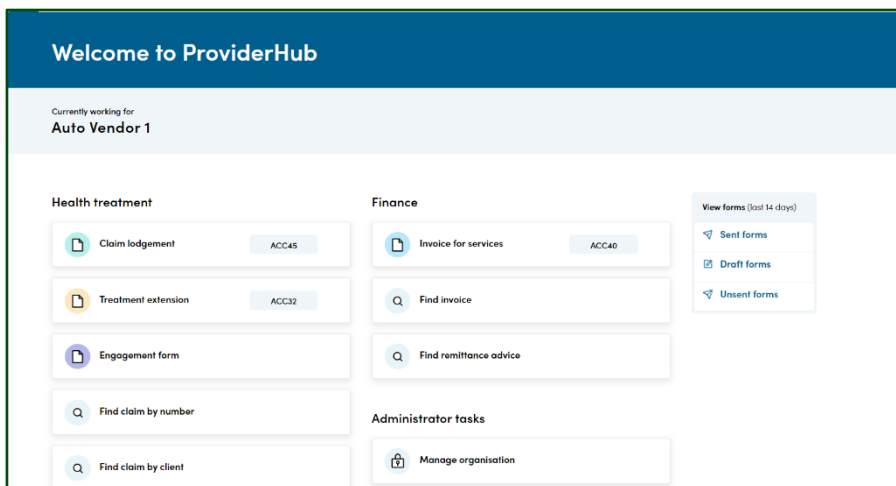 Welcome to ProviderHub
Currently working for
Auto Vendor 1
Health treatment
Claim lodgement ACC45
Treatment extension ACC32
Engagement form
Find claim by number
Find claim by client
Finance
Invoice for services ACC40
Find invoice
Find remittance advice
Administrator tasks
Manage organisation
View forms (last 14 days)
Sent forms
Draft forms
Unsent forms